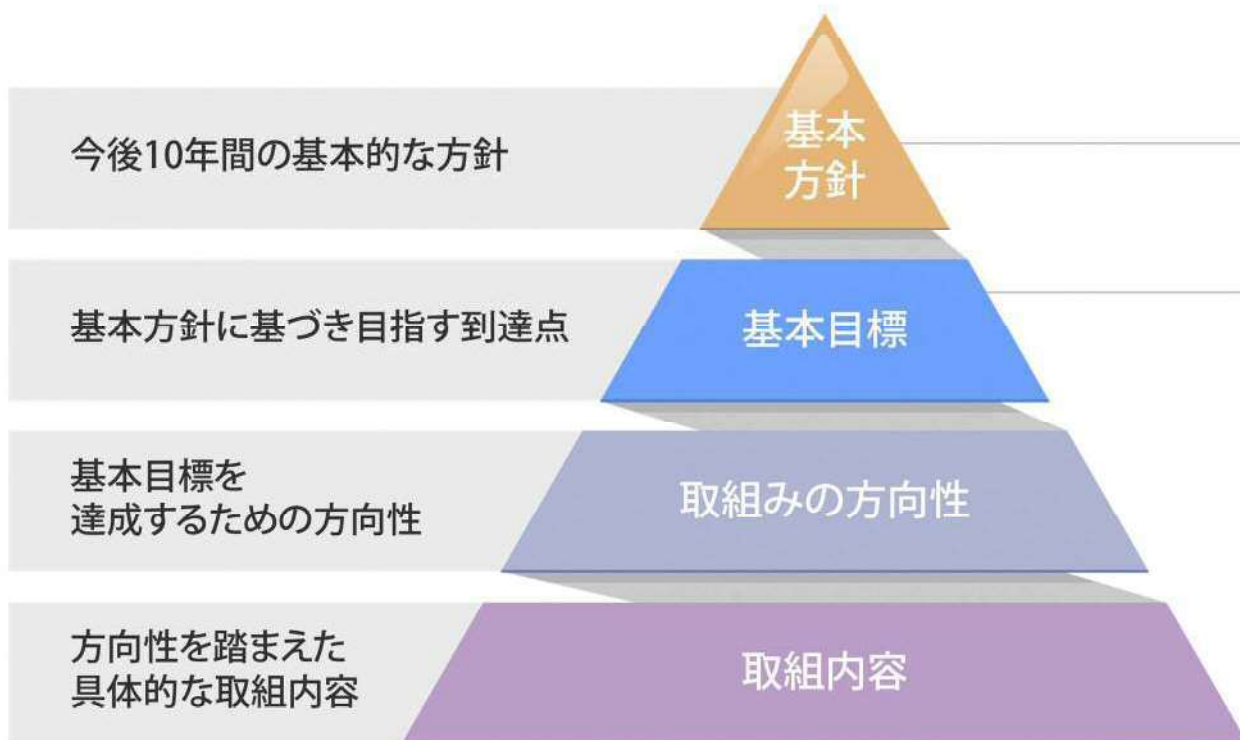 今後10年間の基本的な方針
基本
方針
基本方針に基づき目指す到達点
基本目標
基本目標を
達成するための方向性
取組みの方向性
方向性を踏まえた
具体的な取組内容
取組内容